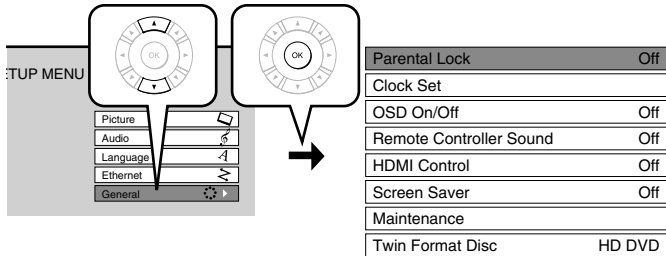 OK
OK
ETUP MENU
Picture
Audio
Language
Ethernet
General
Parental Lock Off
Clock Set
OSD On/Off Off
Remote Controller Sound Off
HDMI Control Off
Screen Saver Off
Maintenance
Twin Format Disc HD DVD